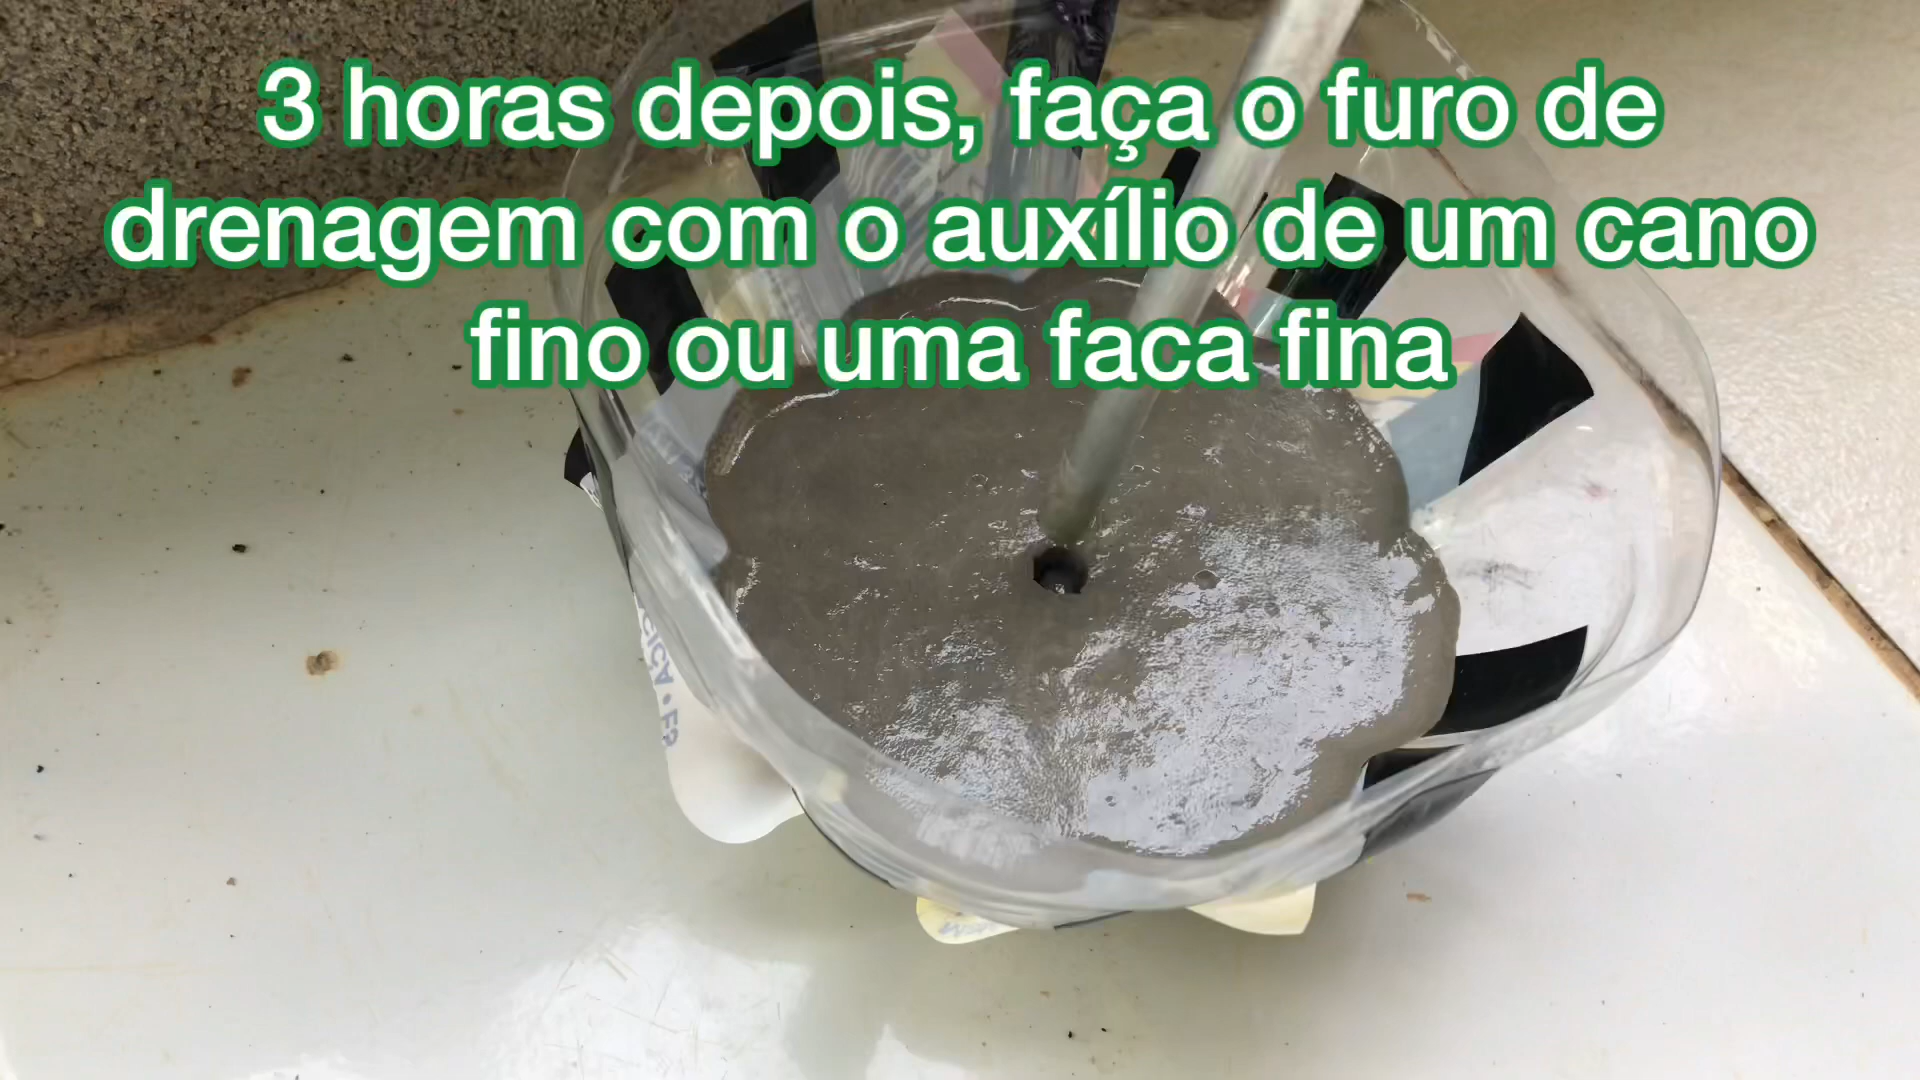 3 horas depois, faça o furo de
drenagem com o auxílio de um cano
fino ou uma faca fina